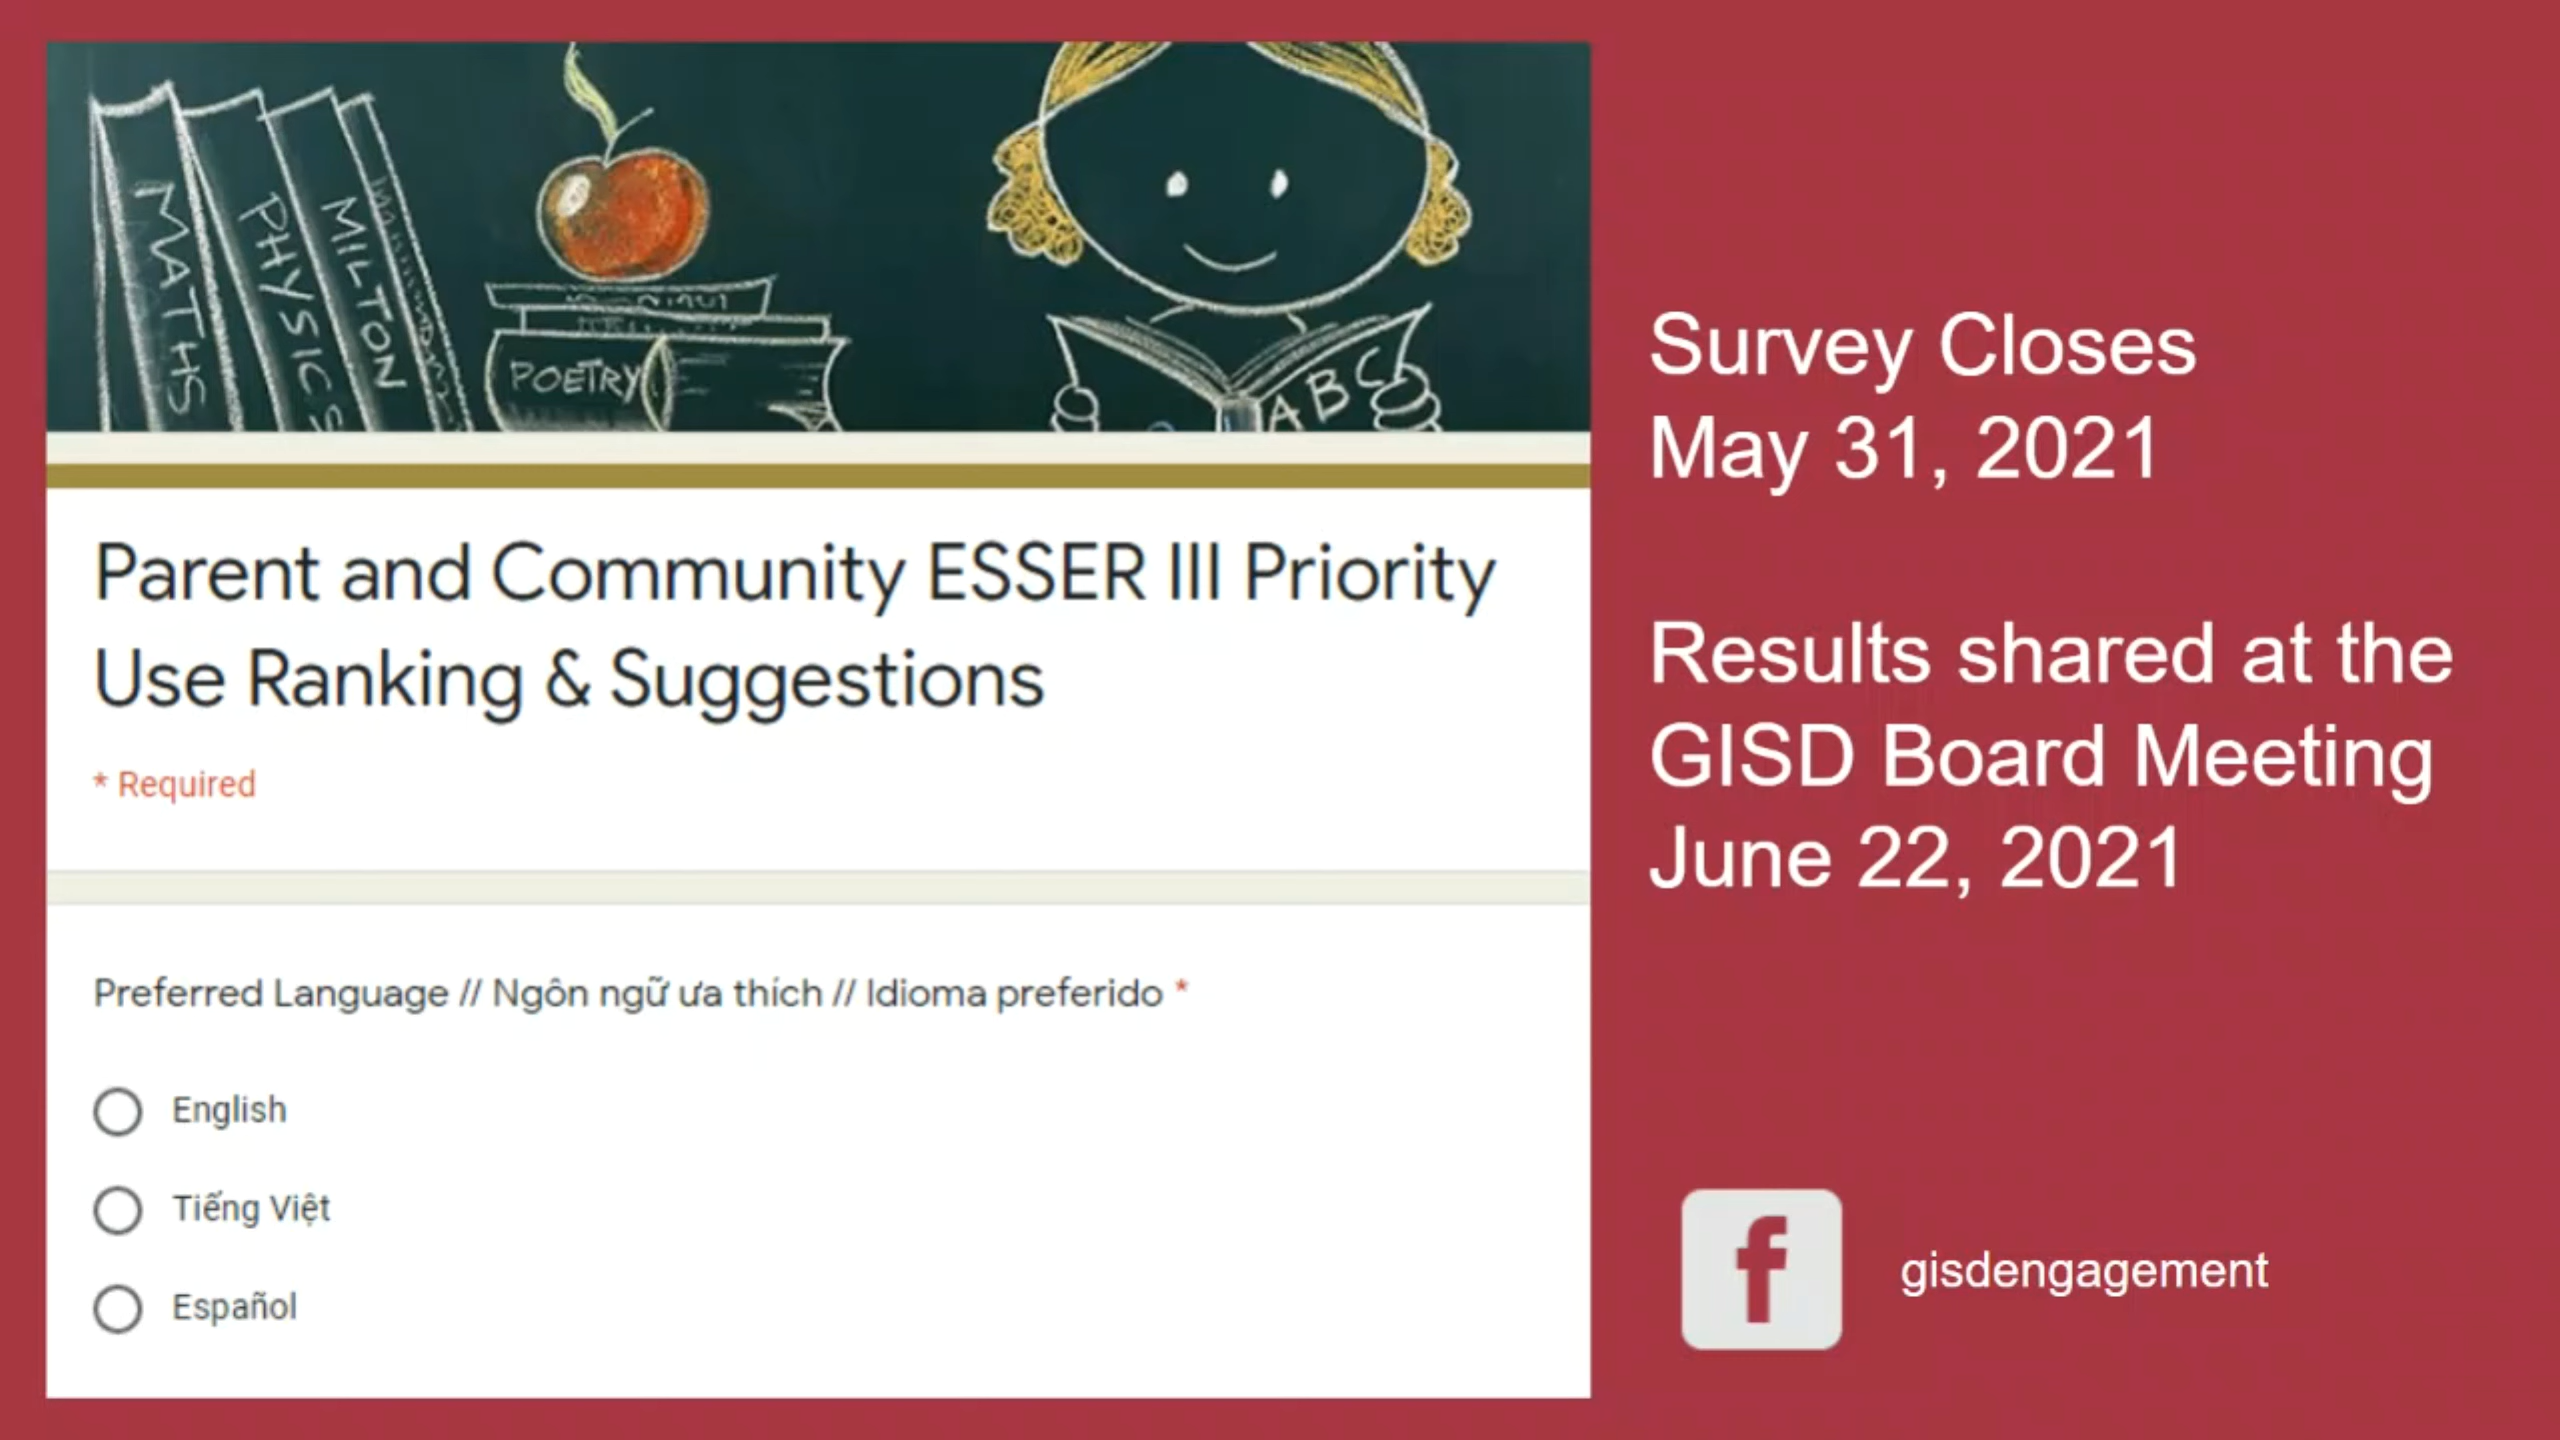 MATHS
PHYSICS
MILTON
POETRY
ABC
Parent and Community ESSER III Priority
Use Ranking & Suggestions
* Required
Preferred Language // Ngôn ngữ ưa thích // Idioma preferido *
English
Tiếng Việt
Español
Survey Closes
May 31, 2021
Results shared at the
GISD Board Meeting
June 22, 2021
f
gisdengagement